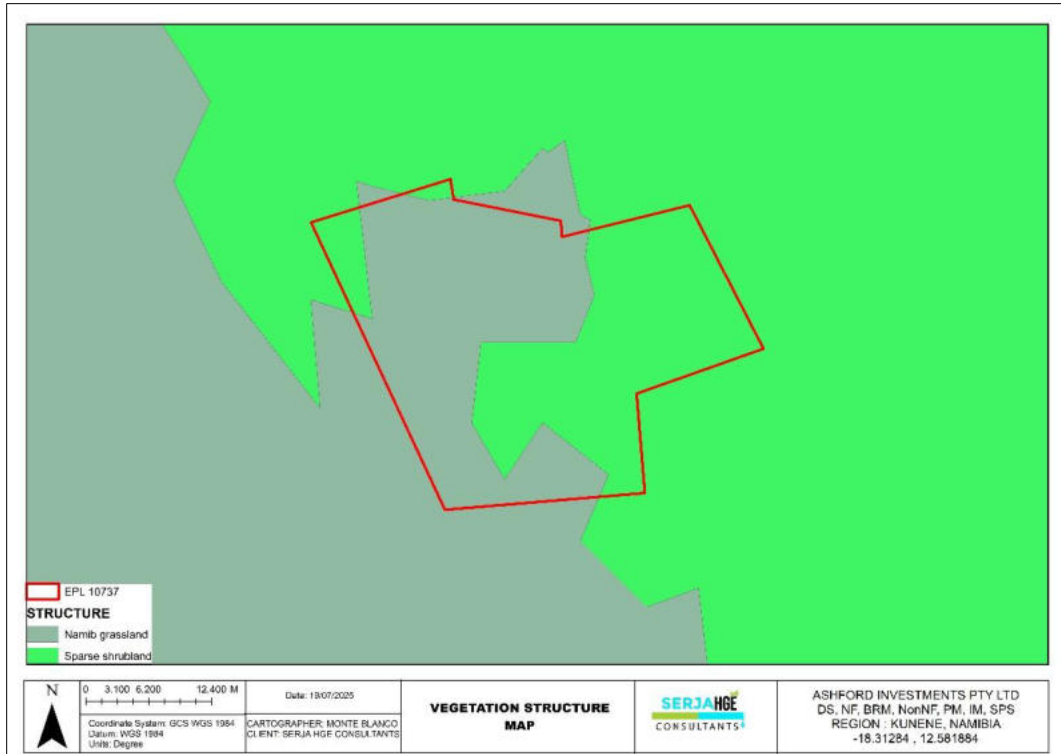 EPL 10737
STRUCTURE
Namib grassland
Sparse shrubland
N
0 3.100 6.200 12.400 M
Coordinate System: GCS WGS 1984
Datum: WGS 1984
Units: Degree
Date: 19/07/2025
CARTOGRAPHER: MONTE BLANCO
CLIENT: SERJA HGE CONSULTANTS
VEGETATION STRUCTURE
MAP
SERJAHGE
CONSULTANTS
ASHFORD INVESTMENTS PTY LTD
DS, NF, BRM, NonNF, PM, IM, SPS
REGION : KUNENE, NAMIBIA
-18.31284 , 12.581884